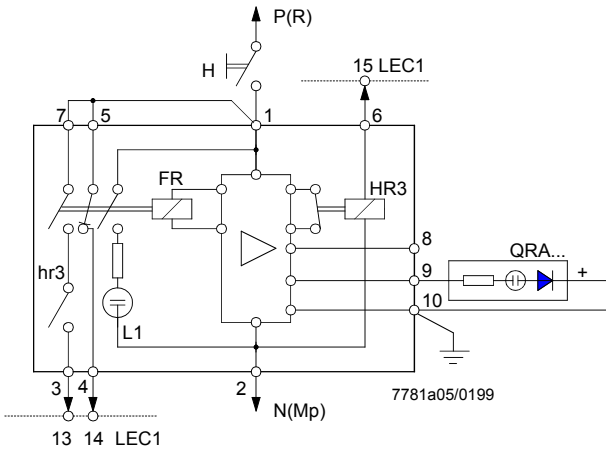 P(R)
H
15 LEC1
7
5
1
6
FR
HR3
8
QRA...
9
+
hr3
10
L1
3
4
2
7781a05/0199
N(Mp)
13 14 LEC1